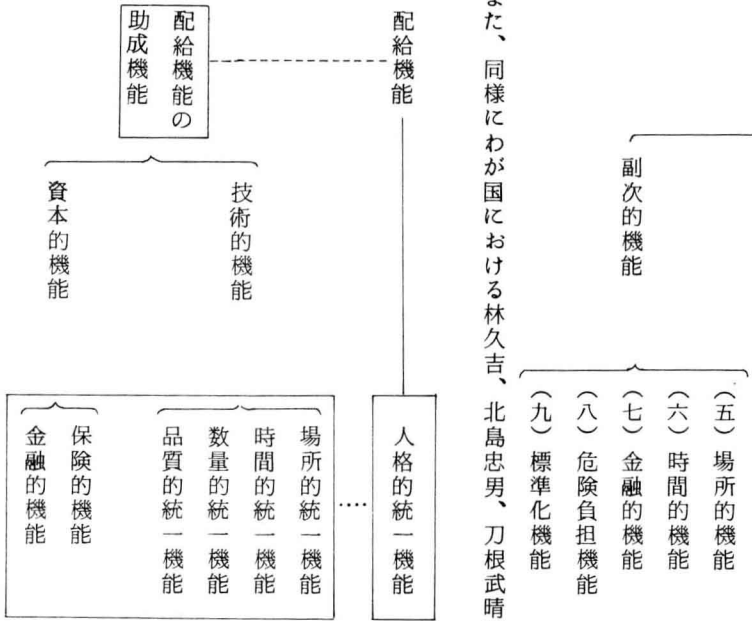 副次的機能
(五) 場所的機能
(六) 時間的機能
(七) 金融的機能
(八) 危険負担機能
(九) 標準化機能
た、同様にわが国における林久吉、北島忠男、刀根武晴
配給機能
人格的統一機能
配給機能の
助成機能
技術的機能
場所的統一機能
時間的統一機能
数量的統一機能
品質的統一機能
資本的機能
保険的機能
金融的機能